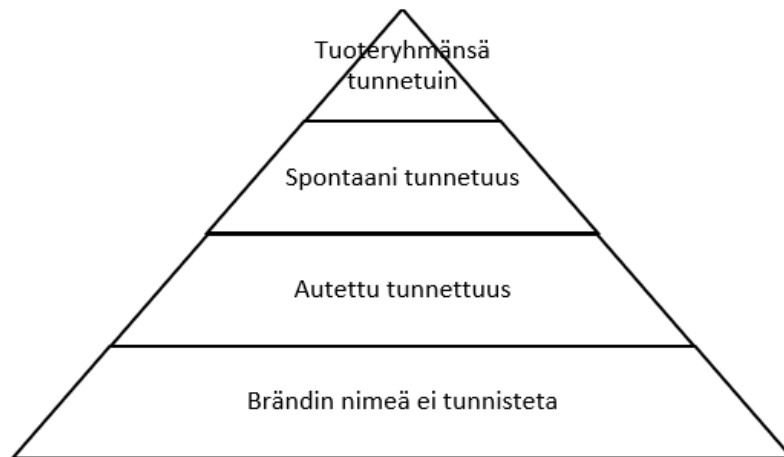 Tuoteryhmänsä
tunnetuin
Spontaani tunnetuus
Autettu tunnettuus
Brändin nimeä ei tunnisteta